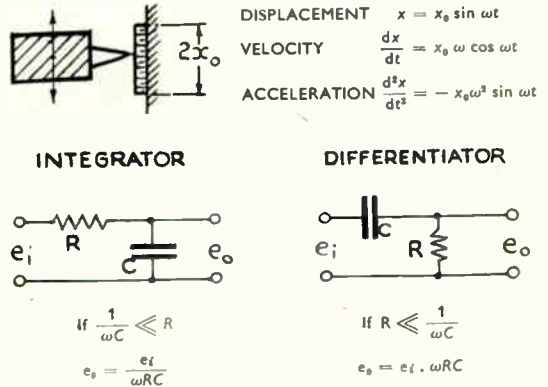 DISPLACEMENT x = x₀ sin ωt
2x₀
VELOCITY dx/dt = x₀ ω cos ωt
ACCELERATION d²x/dt² = − x₀ω² sin ωt
INTEGRATOR
DIFFERENTIATOR
eᵢ R C e₀
eᵢ C R e₀
If 1/ωC ≪ R
If R ≪ 1/ωC
e₀ = eᵢ/ωRC
e₀ = eᵢ . ωRC